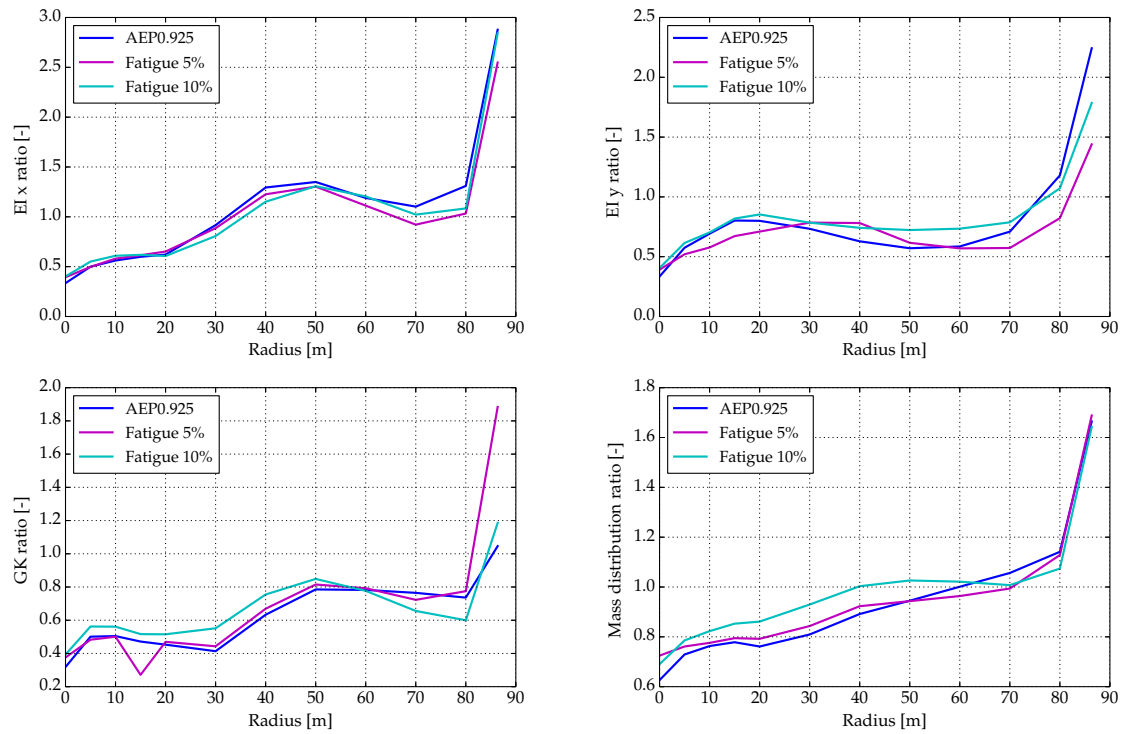 3.0
2.5
2.0
1.5
1.0
0.5
0.0
EI x ratio [-]
AEP0.925
Fatigue 5%
Fatigue 10%
0 10 20 30 40 50 60 70 80 90
Radius [m]
2.5
2.0
1.5
1.0
0.5
0.0
EI y ratio [-]
AEP0.925
Fatigue 5%
Fatigue 10%
0 10 20 30 40 50 60 70 80 90
Radius [m]
2.0
1.8
1.6
1.4
1.2
1.0
0.8
0.6
0.4
0.2
GK ratio [-]
AEP0.925
Fatigue 5%
Fatigue 10%
0 10 20 30 40 50 60 70 80 90
Radius [m]
1.8
1.6
1.4
1.2
1.0
0.8
0.6
Mass distribution ratio [-]
AEP0.925
Fatigue 5%
Fatigue 10%
0 10 20 30 40 50 60 70 80 90
Radius [m]